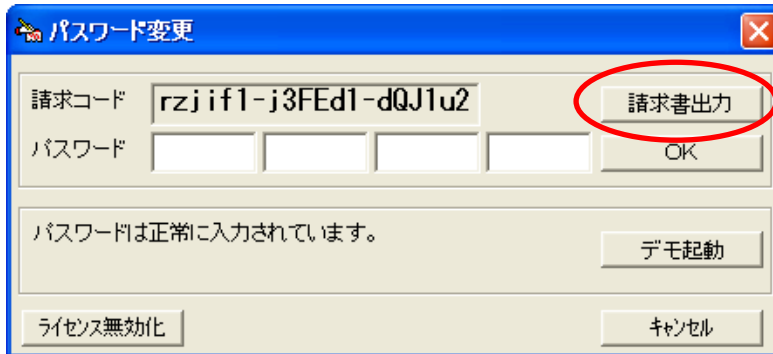 パスワード変更
請求コード rzjif1-j3FEd1-dQJ1u2 請求書出力
パスワード OK
パスワードは正常に入力されています。
デモ起動
ライセンス無効化 キャンセル